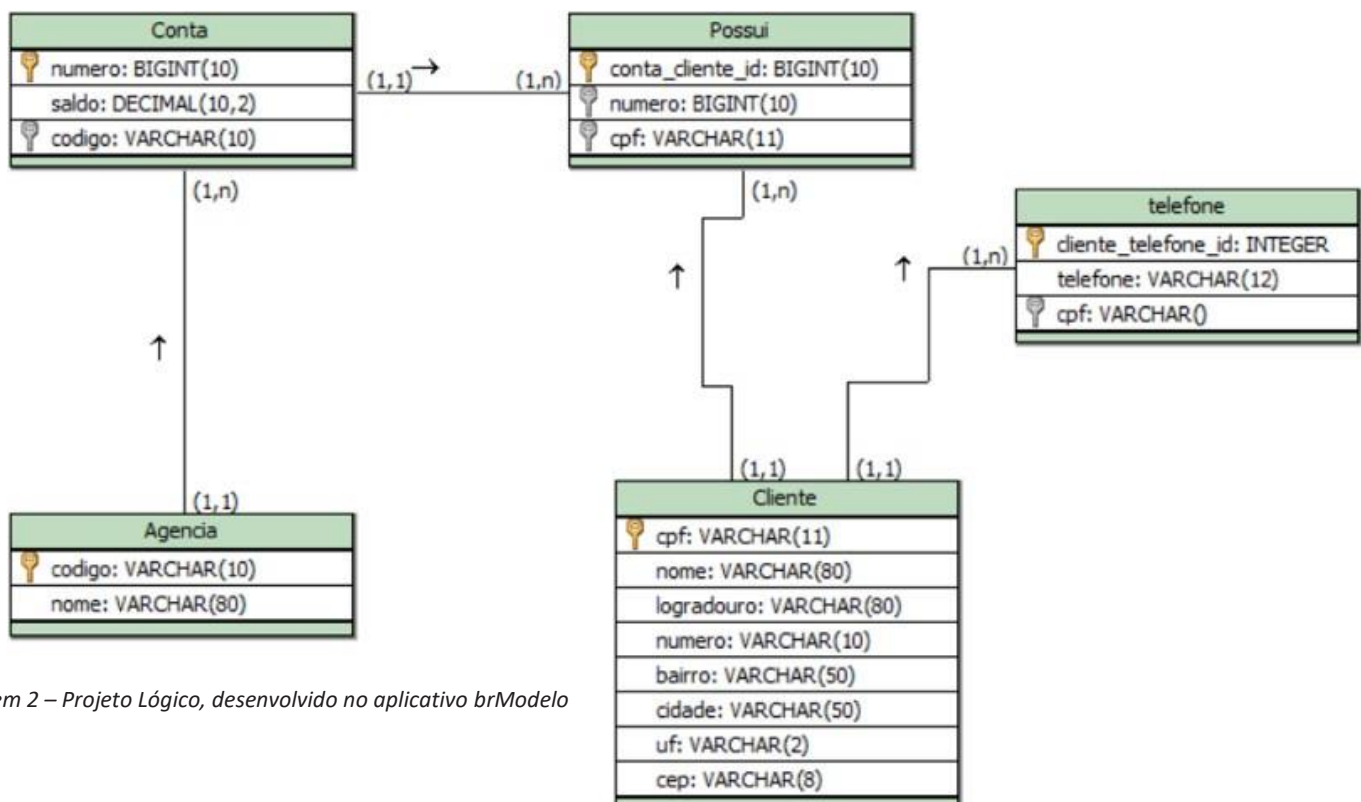 Conta
numero: BIGINT(10)
saldo: DECIMAL(10,2)
codigo: VARCHAR(10)
(1,1)
→
(1,n)
Possui
conta_cliente_id: BIGINT(10)
numero: BIGINT(10)
cpf: VARCHAR(11)
(1,n)
(1,n)
telefone
cliente_telefone_id: INTEGER
telefone: VARCHAR(12)
cpf: VARCHAR()
(1,n)
↑
↑
↑
(1,1)
Agencia
codigo: VARCHAR(10)
nome: VARCHAR(80)
(1,1)
(1,1)
Cliente
cpf: VARCHAR(11)
nome: VARCHAR(80)
logradouro: VARCHAR(80)
numero: VARCHAR(10)
bairro: VARCHAR(50)
cidade: VARCHAR(50)
uf: VARCHAR(2)
cep: VARCHAR(8)
em 2 – Projeto Lógico, desenvolvido no aplicativo brModelo